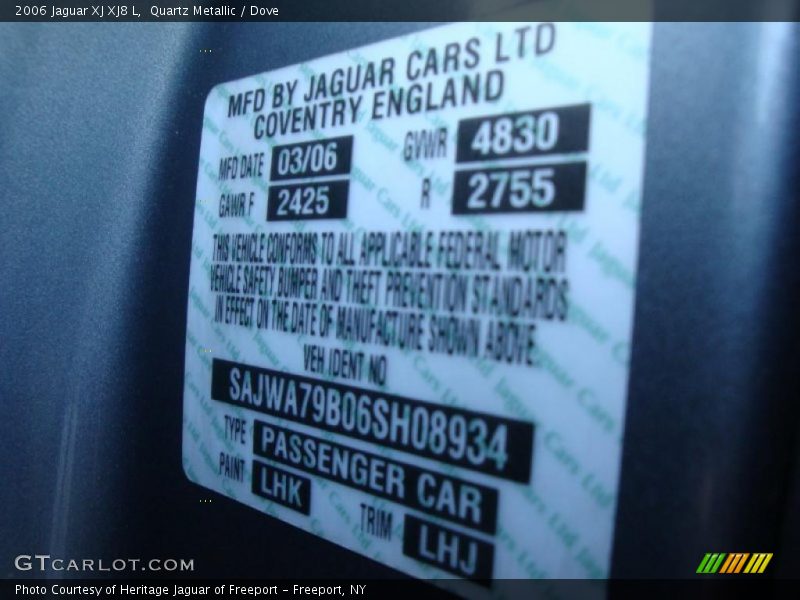 2006 Jaguar XJ XJ8 L, Quartz Metallic / Dove
MFD BY JAGUAR CARS LTD
COVENTRY ENGLAND
MFD DATE 03/06 GVWR 4830
GAWR F 2425 R 2755
THIS VEHICLE CONFORMS TO ALL APPLICABLE FEDERAL MOTOR
VEHICLE SAFETY, BUMPER AND THEFT PREVENTION STANDARDS
IN EFFECT ON THE DATE OF MANUFACTURE SHOWN ABOVE.
VEH IDENT NO
SAJWA79B06SH08934
TYPE PASSENGER CAR
PAINT LHK TRIM LHJ
GTCARLOT.COM
Photo Courtesy of Heritage Jaguar of Freeport - Freeport, NY